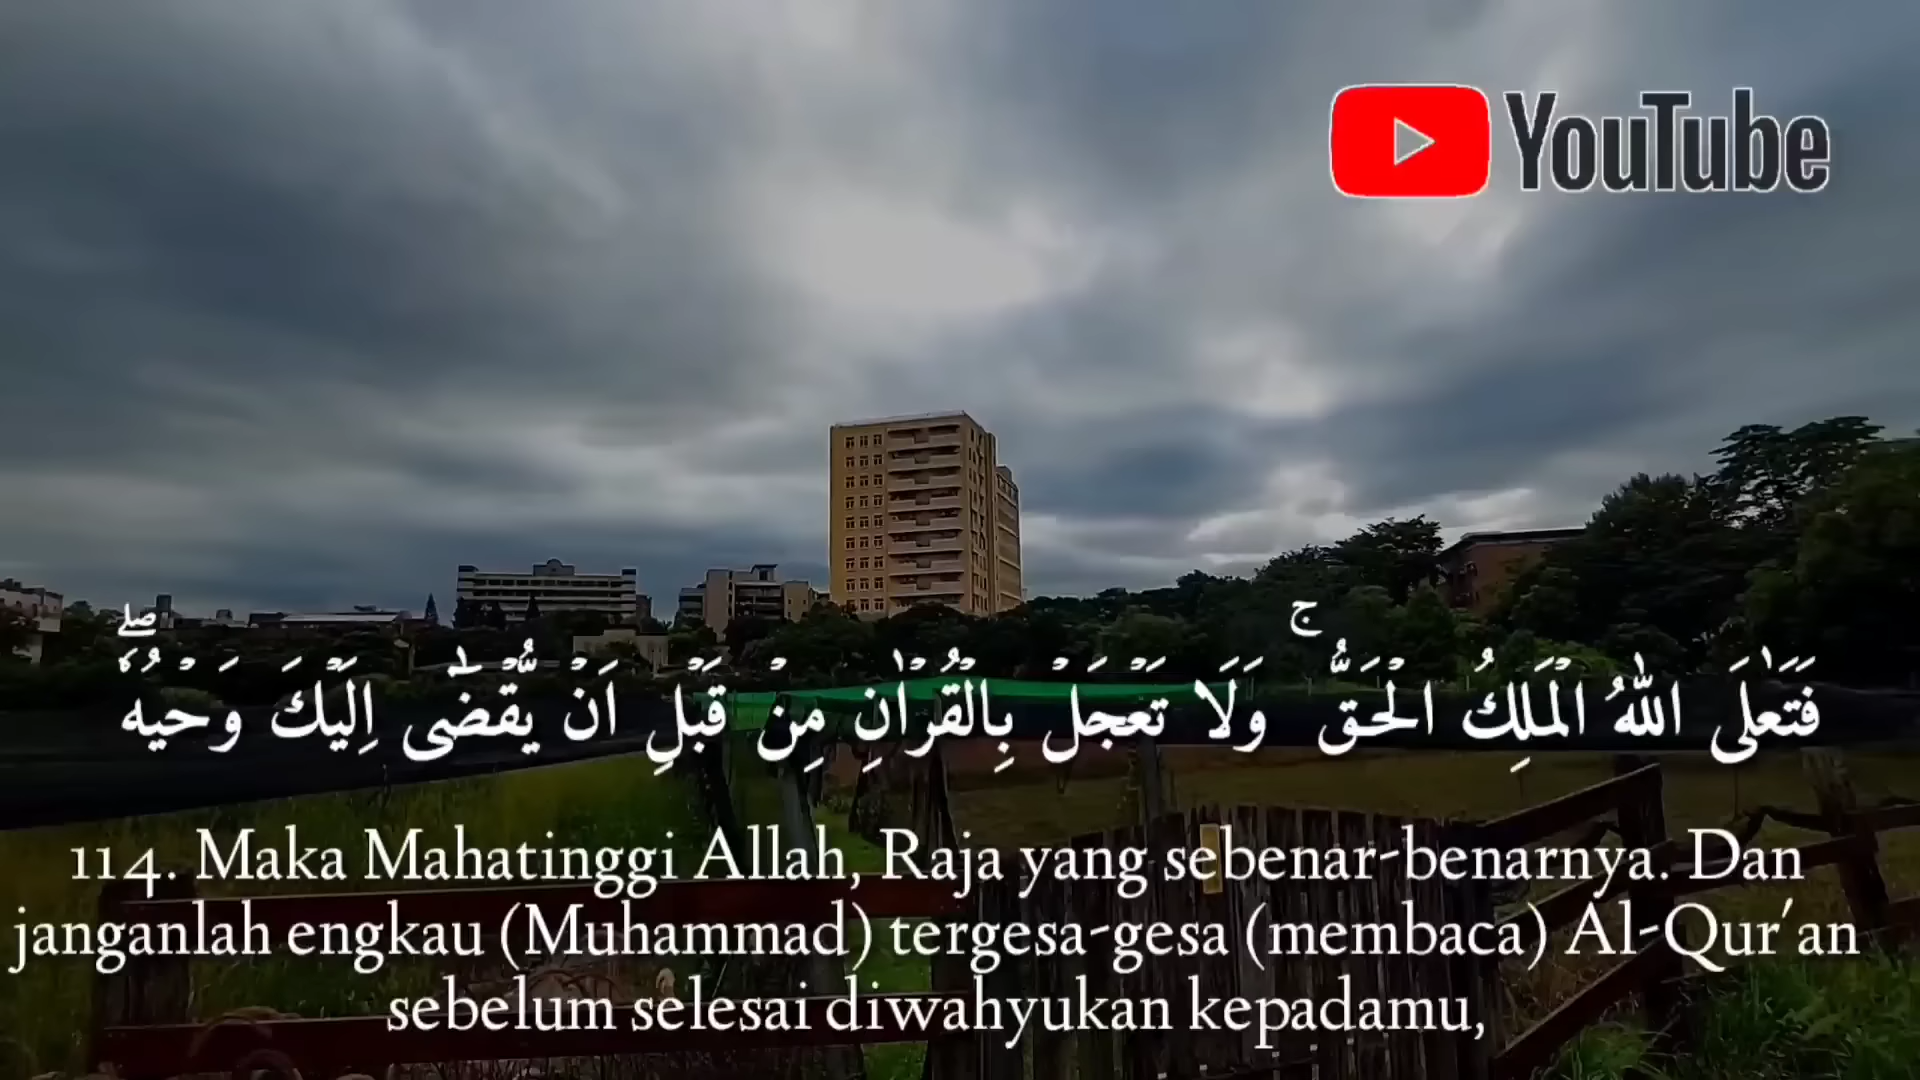 YouTube
فَتَعٰلَى اللّٰهُ الْمَلِكُ الْحَقُّۚ وَلَا تَعْجَلْ بِالْقُرْاٰنِ مِنْ قَبْلِ اَنْ يُّقْضٰٓى اِلَيْكَ وَحْيُهٗۖ
114. Maka Mahatinggi Allah, Raja yang sebenar-benarnya. Dan
janganlah engkau (Muhammad) tergesa-gesa (membaca) Al-Qur'an
sebelum selesai diwahyukan kepadamu,